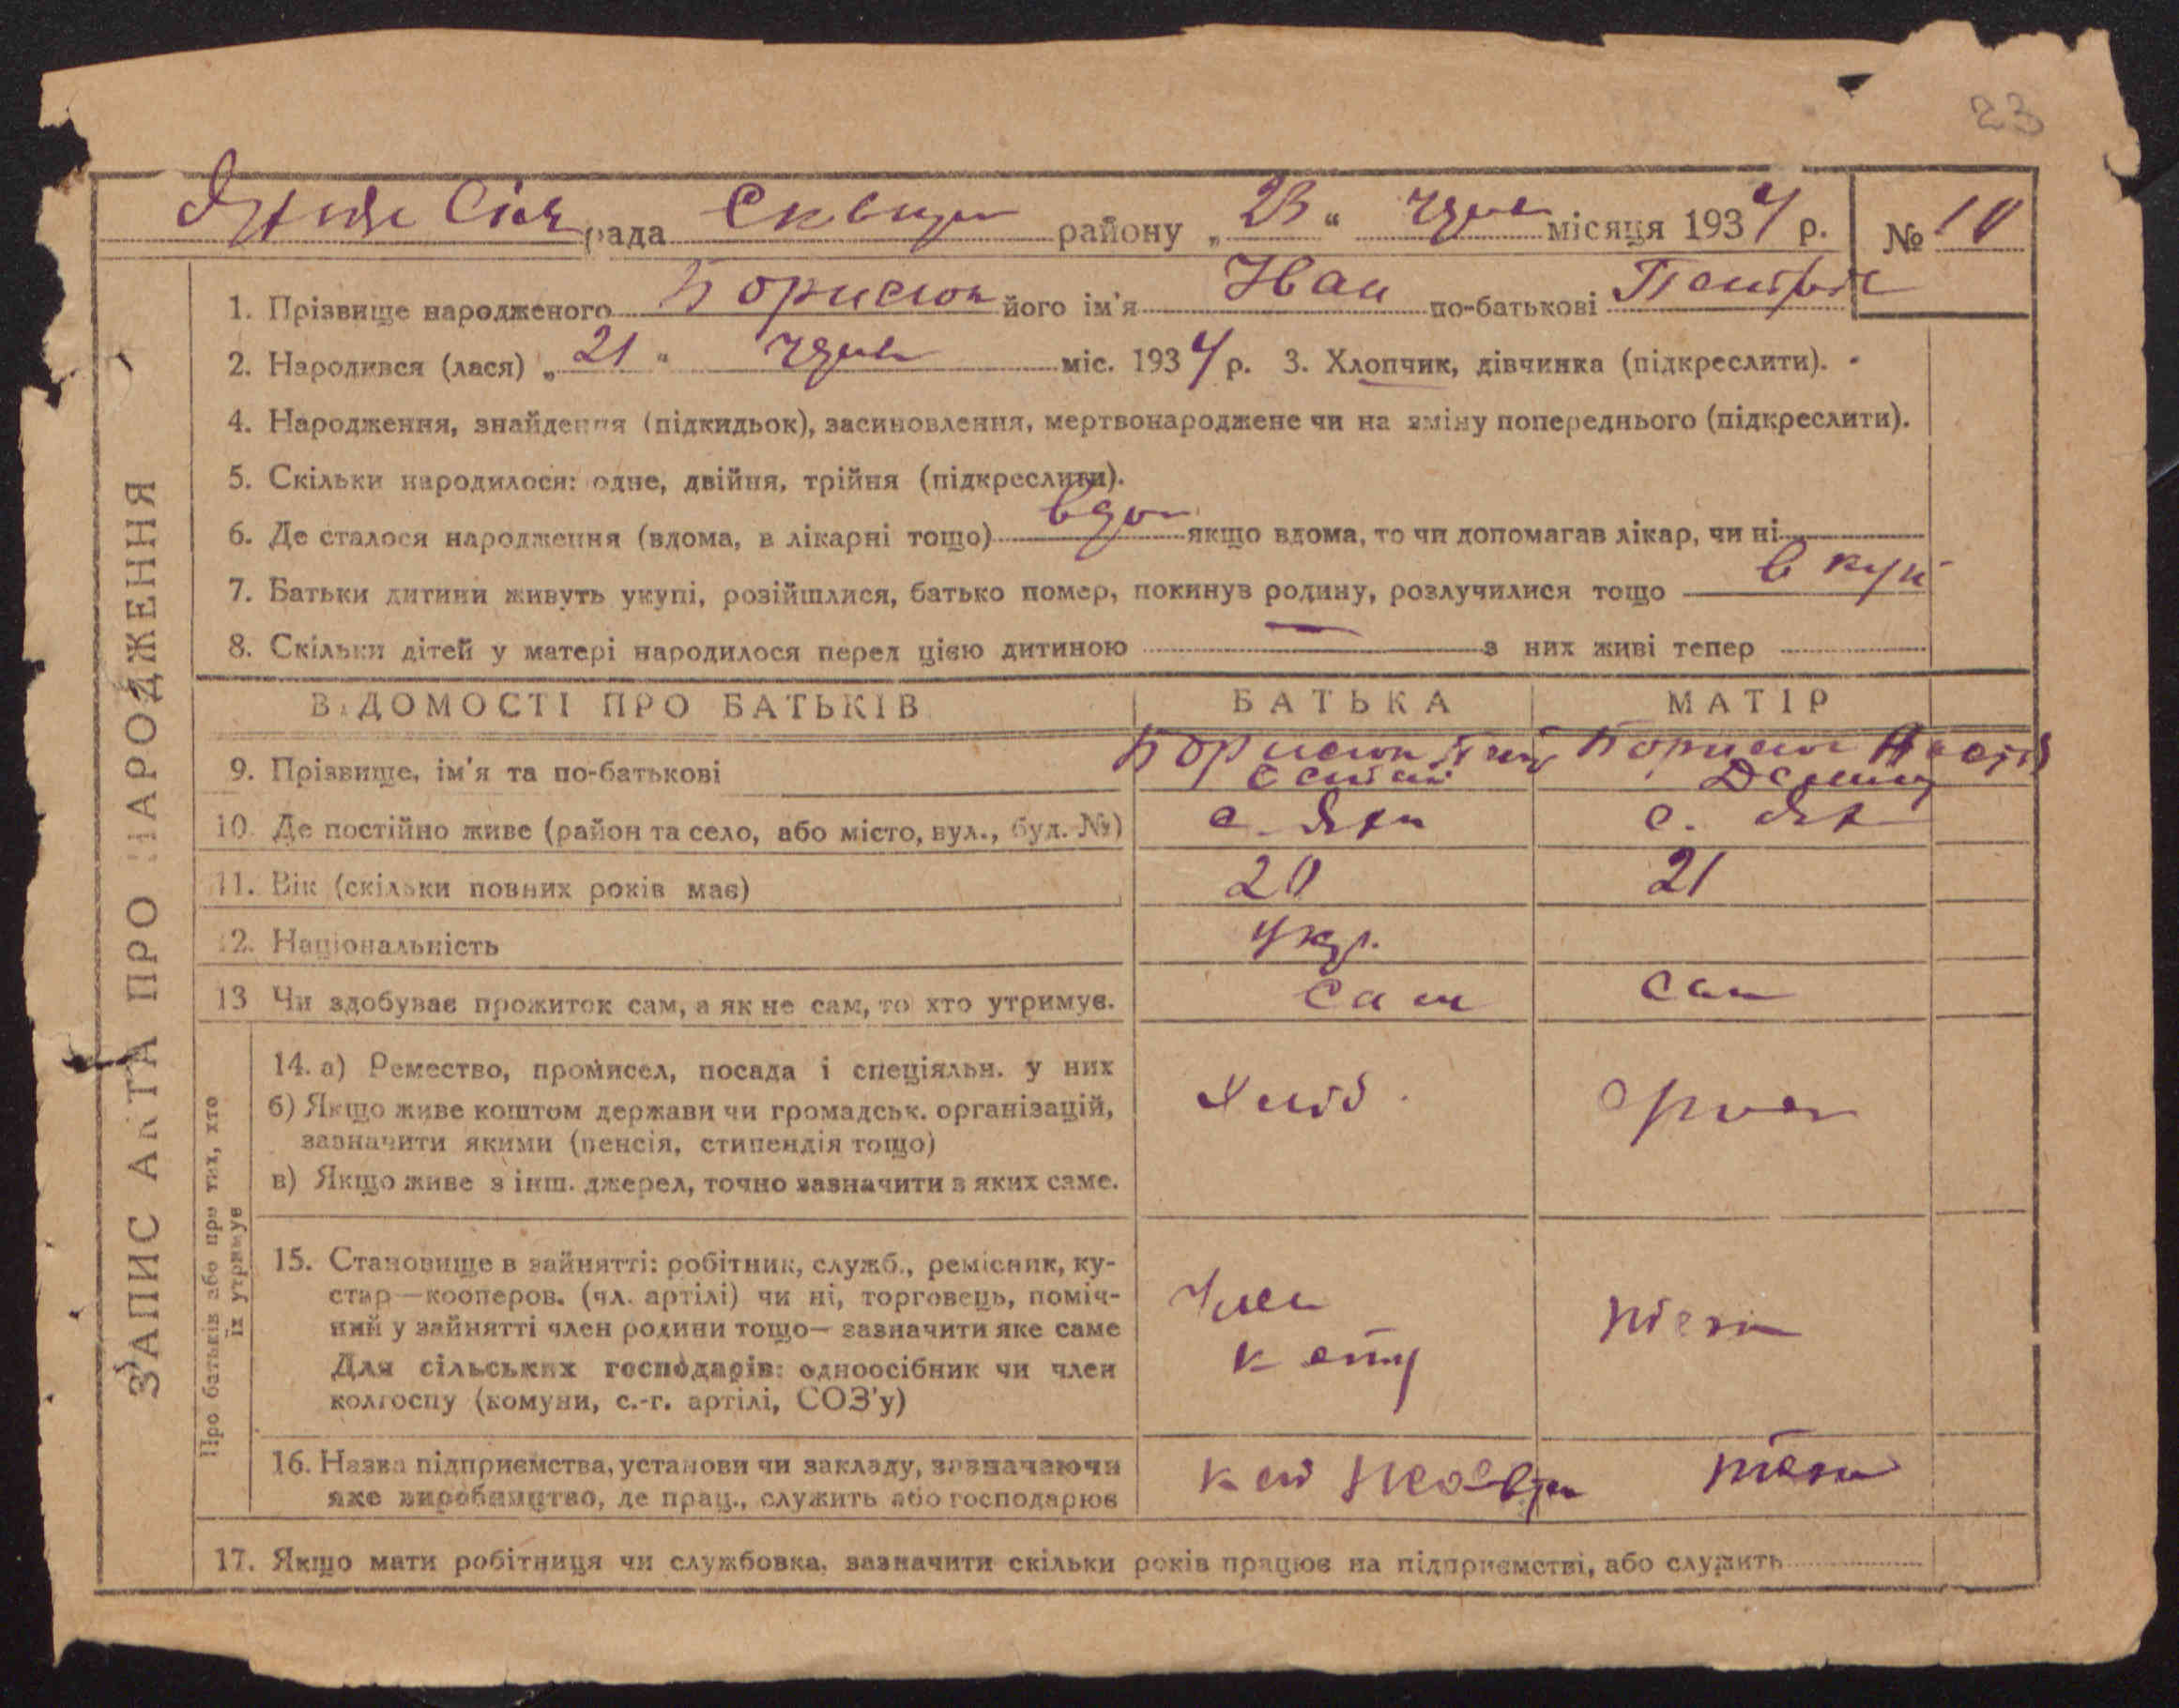 23
Сіль рада Сквир району „ 23 “ місяця 1934 р. № 10
1. Прізвище народженого Борисюк його ім'я Іван по-батькові
2. Народився (лася) „ 21 “ міс. 1934 р. 3. Хлопчик, дівчинка (підкреслити).
4. Народження, знайдення (підкидьок), засиновлення, мертвонароджене чи на зміну попереднього (підкреслити).
5. Скільки народилося: одне, двійня, трійня (підкреслити).
6. Де сталося народження (вдома, в лікарні тощо) вдом якщо вдома, то чи допомагав лікар, чи ні
7. Батьки дитини живуть укупі, розійшлися, батько помер, покинув родину, розлучилися тощо в купі
8. Скільки дітей у матері народилося перед цією дитиною — з них живі тепер
ВІДОМОСТІ ПРО БАТЬКІВ БАТЬКА МАТІР
9. Прізвище, ім'я та по-батькові Борисюк Борисюк
10. Де постійно живе (район та село, або місто, вул., буд. №) с. с.
11. Вік (скільки повних років має) 20 21
12. Національність укр.
13 Чи здобуває прожиток сам, а як не сам, то хто утримує. сам сам
Про батьків або про тих, хто
їх утримує
14. а) Ремество, промисел, посада і спеціяльн. у них
б) Якщо живе коштом держави чи громадськ. організацій,
зазначити якими (пенсія, стипендія тощо)
в) Якщо живе з інш. джерел, точно зазначити з яких саме.
15. Становище в зайнятті: робітник, служб., ремісник, ку-
стар—кооперов. (чл. артілі) чи ні, торговець, поміч-
ний у зайнятті член родини тощо— зазначити яке саме
Для сільських господарів: одноосібник чи член
колгоспу (комуни, с.-г. артілі, СОЗ'у)
член
16. Назва підприємства, установи чи закладу, зазначаючи
яке виробництво, де прац., служить або господарює
17. Якщо мати робітниця чи службовка, зазначити скільки років працює на підприємстві, або служить
ЗАПИС АКТА ПРО НАРОДЖЕННЯ